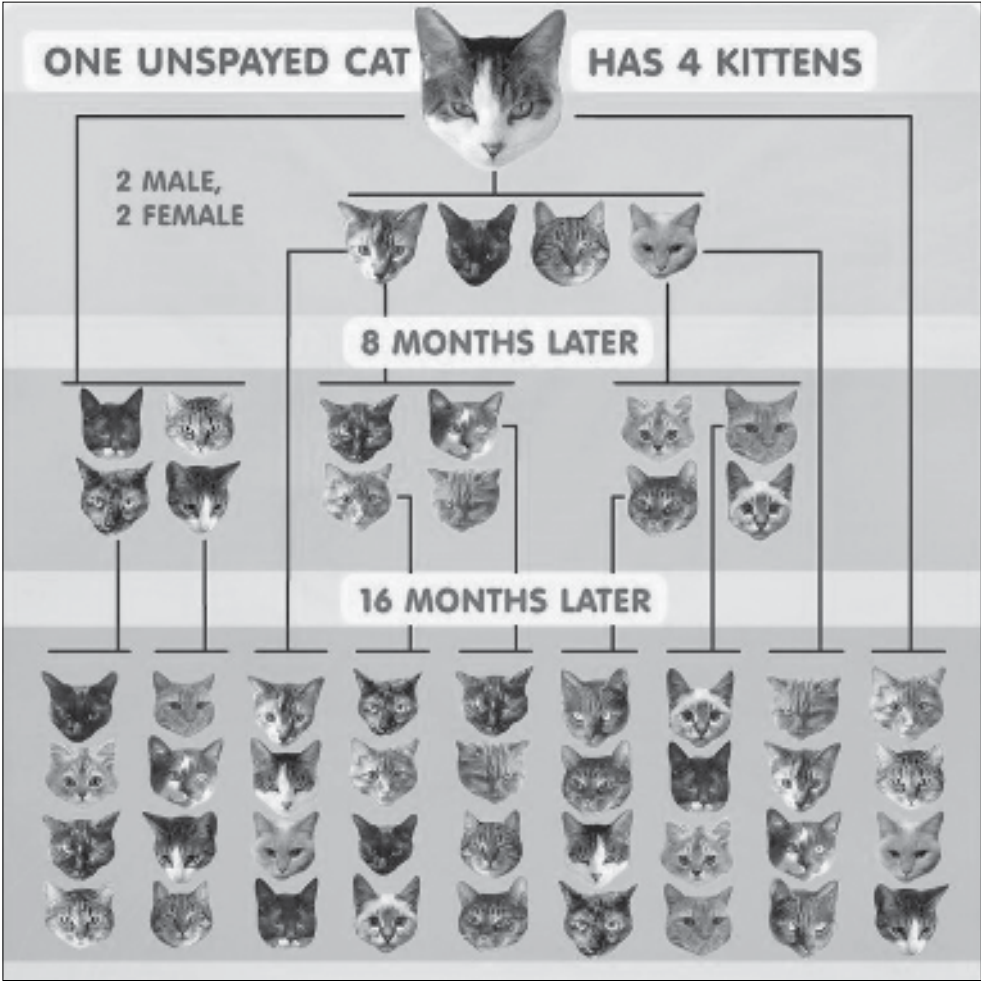 ONE UNSPAYED CAT HAS 4 KITTENS
2 MALE,
2 FEMALE
8 MONTHS LATER
16 MONTHS LATER